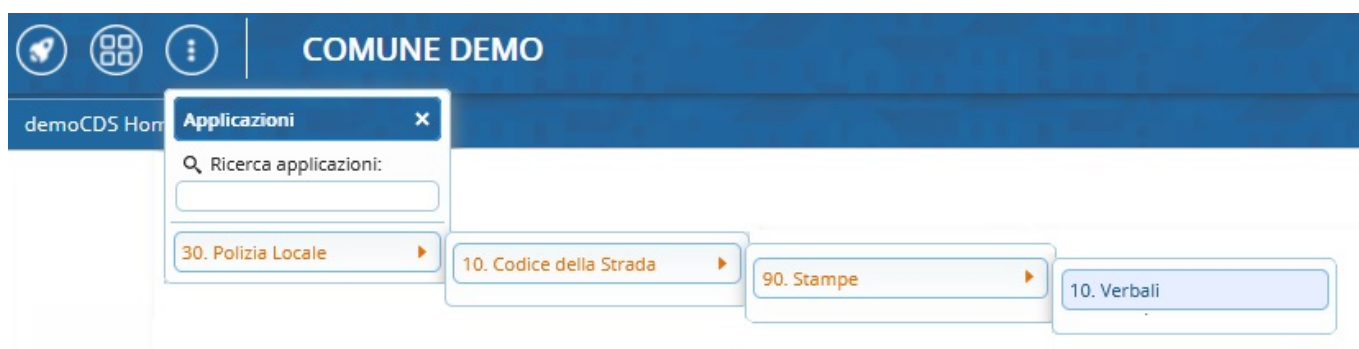 COMUNE DEMO
demoCDS Hom
Applicazioni
Ricerca applicazioni:
30. Polizia Locale
10. Codice della Strada
90. Stampe
10. Verbali